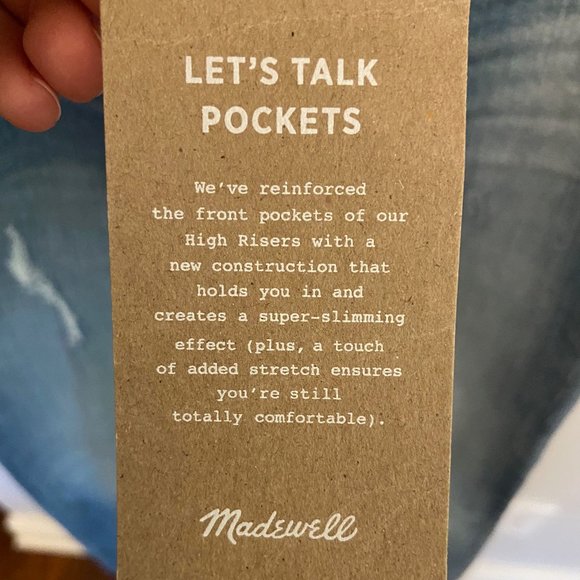 LET’S TALK
POCKETS
We’ve reinforced
the front pockets of our
High Risers with a
new construction that
holds you in and
creates a super-slimming
effect (plus, a touch
of added stretch ensures
you’re still
totally comfortable).
Madewell